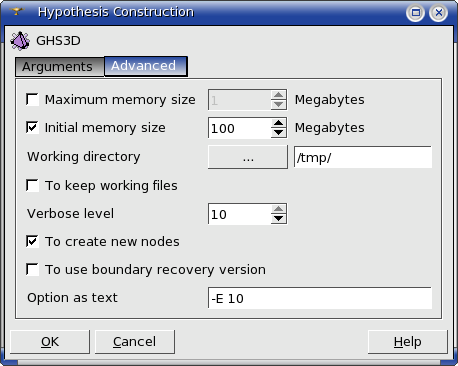 Hypothesis Construction
GHS3D
Arguments Advanced
Maximum memory size 1 Megabytes
Initial memory size 100 Megabytes
Working directory ... /tmp/
To keep working files
Verbose level 10
To create new nodes
To use boundary recovery version
Option as text -E 10
OK Cancel Help